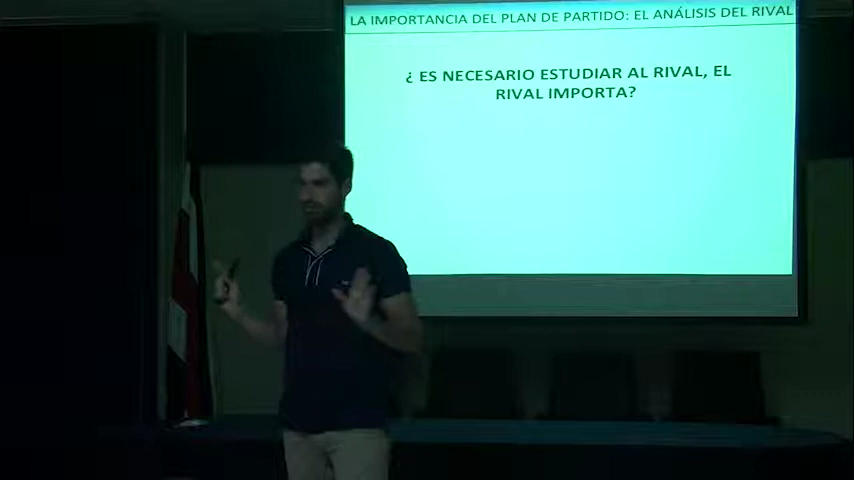 LA IMPORTANCIA DEL PLAN DE PARTIDO: EL ANÁLISIS DEL RIVAL
¿ ES NECESARIO ESTUDIAR AL RIVAL, EL
RIVAL IMPORTA?